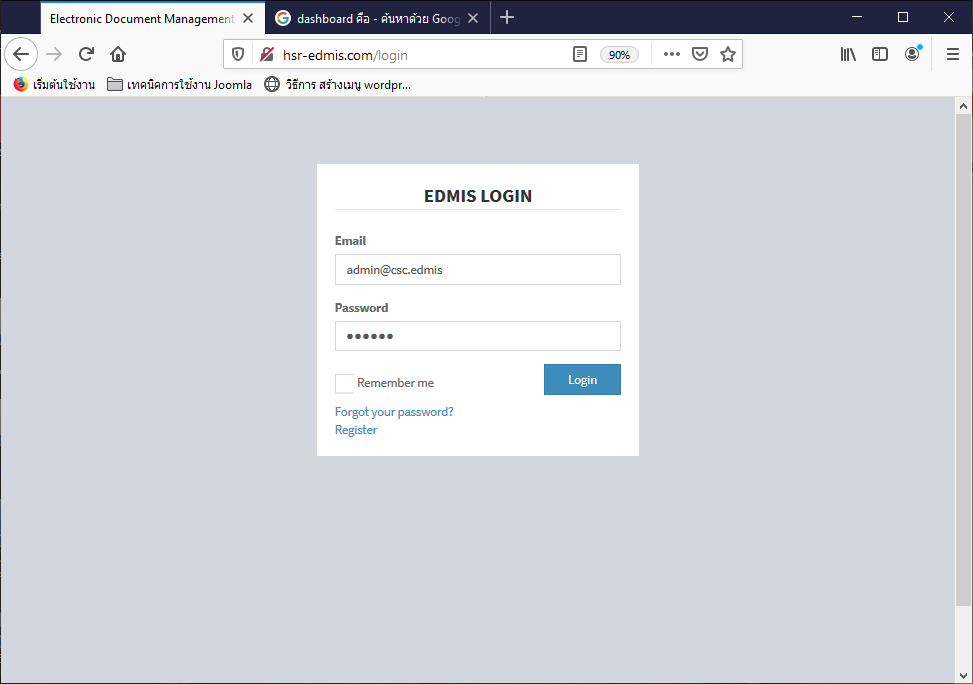 Electronic Document Management
dashboard คือ - ค้นหาด้วย Goog
hsr-edmis.com/login
90%
เริ่มต้นใช้งาน
เทคนิคการใช้งาน Joomla
วิธีการ สร้างเมนู wordpr...
EDMIS LOGIN
Email
admin@csc.edmis
Password
Remember me
Login
Forgot your password?
Register